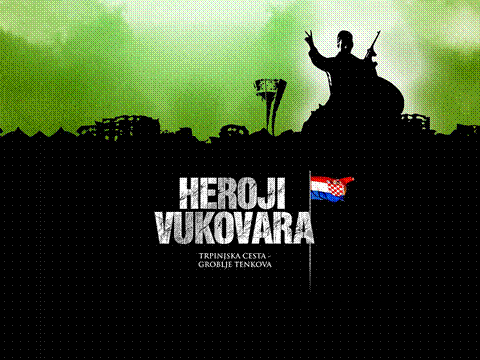 HEROJI
VUKOVARA
TRPINJSKA CESTA -
GROBLJE TENKOVA